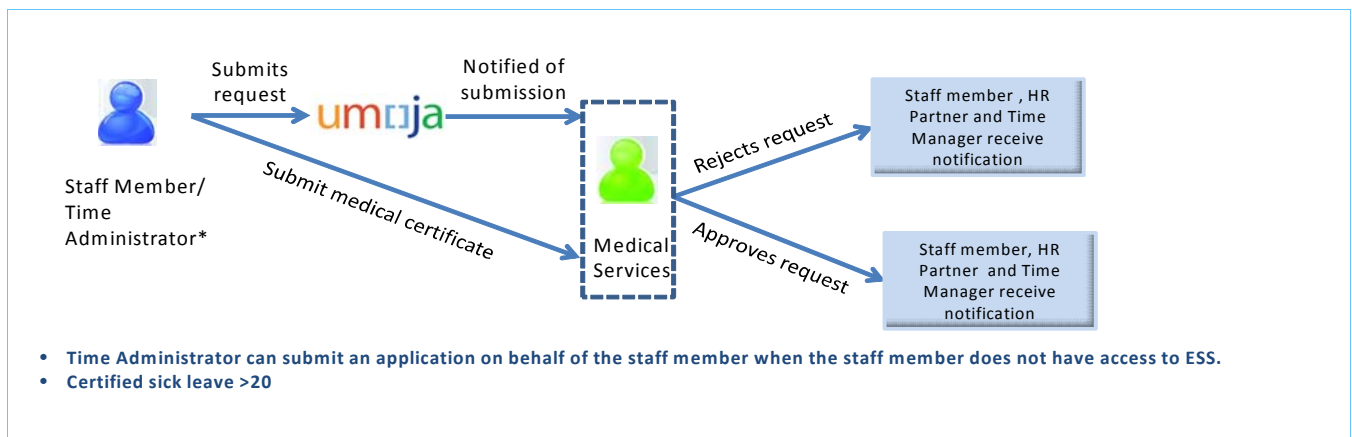 Submits
request
Notified of
submission
umoja
Staff member , HR
Partner and Time
Manager receive
notification
Rejects request
Submit medical certificate
Staff Member/
Time
Administrator*
Medical
Services
Approves request
Staff member, HR
Partner and Time
Manager receive
notification
• Time Administrator can submit an application on behalf of the staff member when the staff member does not have access to ESS.
• Certified sick leave >20